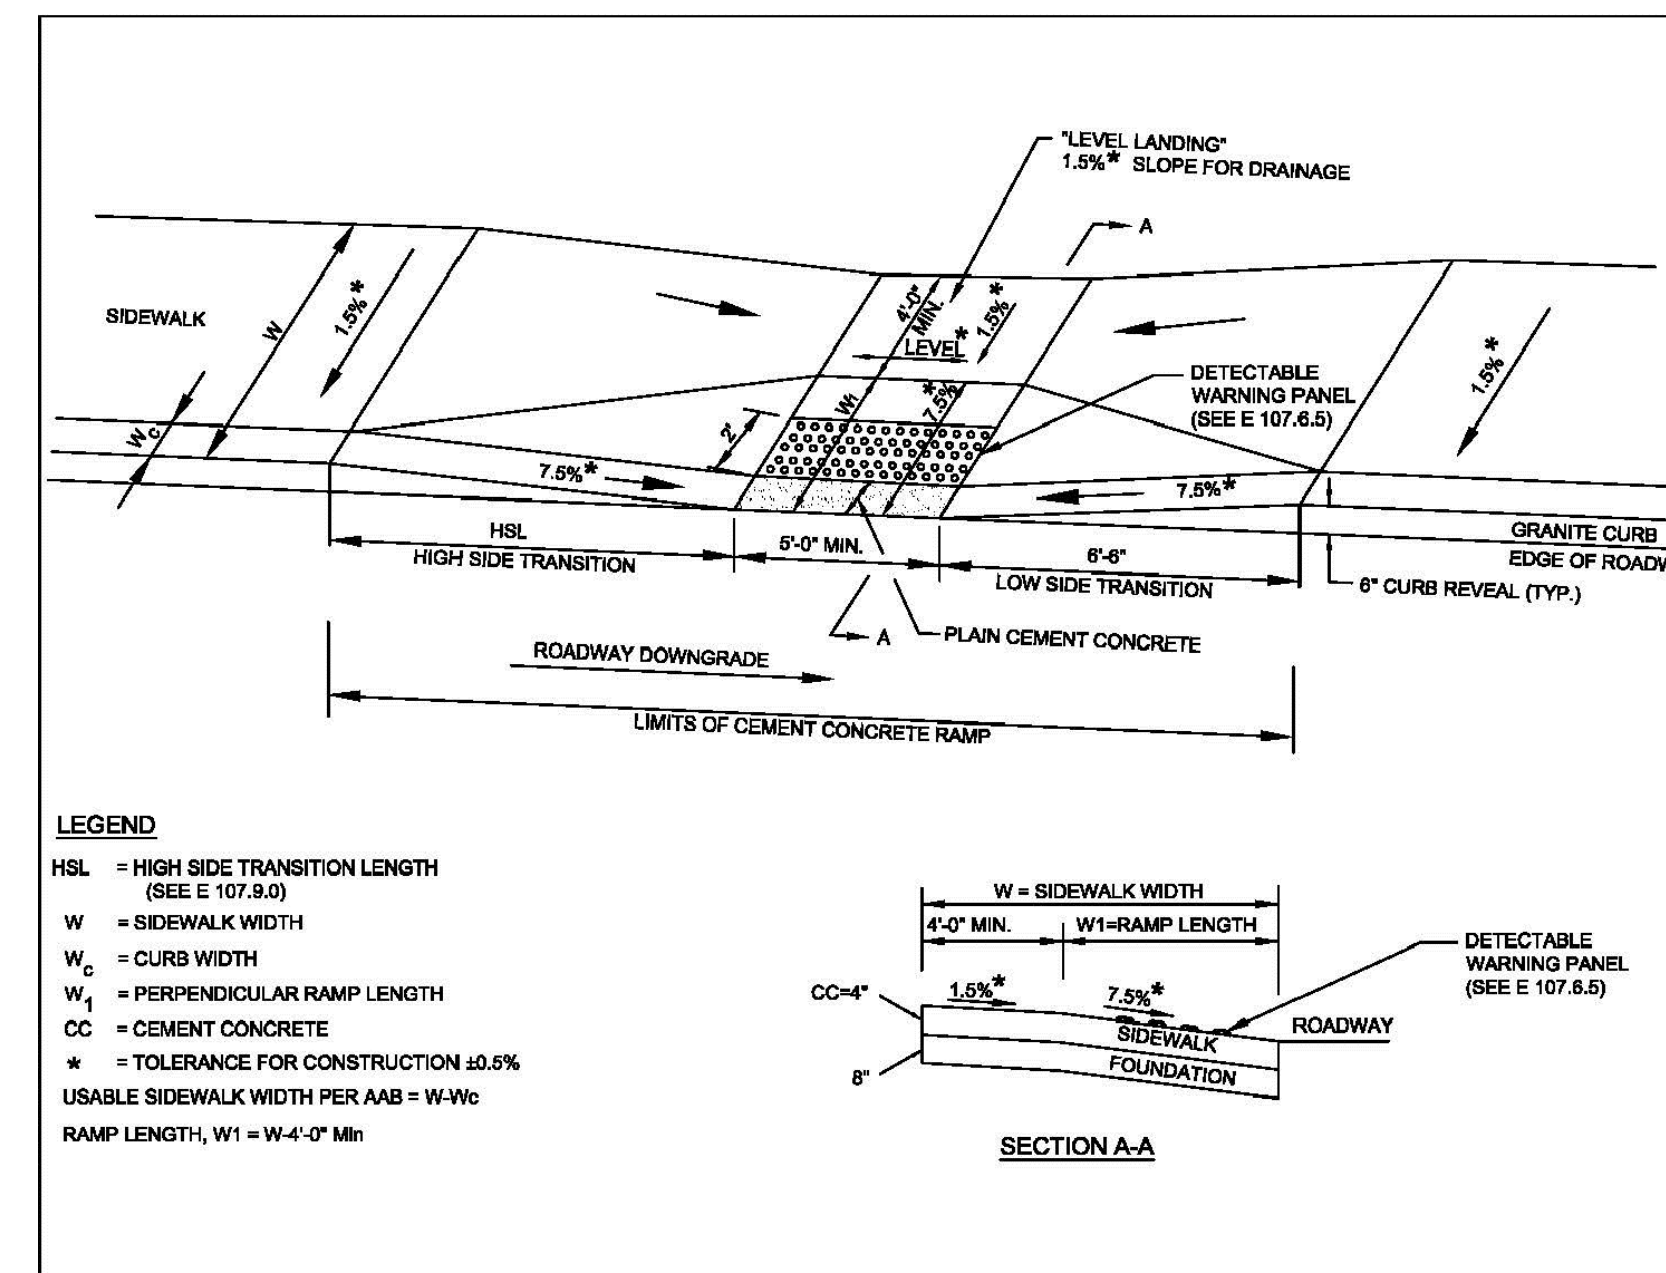 "LEVEL LANDING"
1.5%* SLOPE FOR DRAINAGE
A
SIDEWALK
W
1.5%*
4'-0"
MIN.
1.5%*
LEVEL*
1.5%*
Wc
2'
W1
7.5%*
DETECTABLE
WARNING PANEL
(SEE E 107.6.5)
7.5%*
7.5%*
HSL
HIGH SIDE TRANSITION
5'-0" MIN.
6'-6"
LOW SIDE TRANSITION
GRANITE CURB
EDGE OF ROADW
6" CURB REVEAL (TYP.)
A
PLAIN CEMENT CONCRETE
ROADWAY DOWNGRADE
LIMITS OF CEMENT CONCRETE RAMP
LEGEND
HSL = HIGH SIDE TRANSITION LENGTH
(SEE E 107.9.0)
W = SIDEWALK WIDTH
Wc = CURB WIDTH
W1 = PERPENDICULAR RAMP LENGTH
CC = CEMENT CONCRETE
* = TOLERANCE FOR CONSTRUCTION ±0.5%
USABLE SIDEWALK WIDTH PER AAB = W-Wc
RAMP LENGTH, W1 = W-4'-0" Min
W = SIDEWALK WIDTH
4'-0" MIN.
W1=RAMP LENGTH
DETECTABLE
WARNING PANEL
(SEE E 107.6.5)
CC=4"
1.5%*
7.5%*
ROADWAY
SIDEWALK
8"
FOUNDATION
SECTION A-A